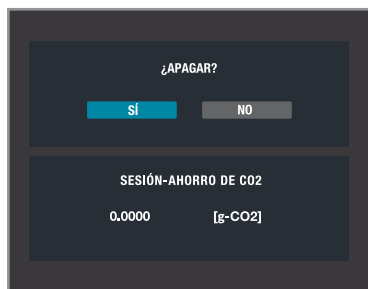 ¿APAGAR?
SÍ NO
SESIÓN-AHORRO DE CO2
0.0000 [g-CO2]